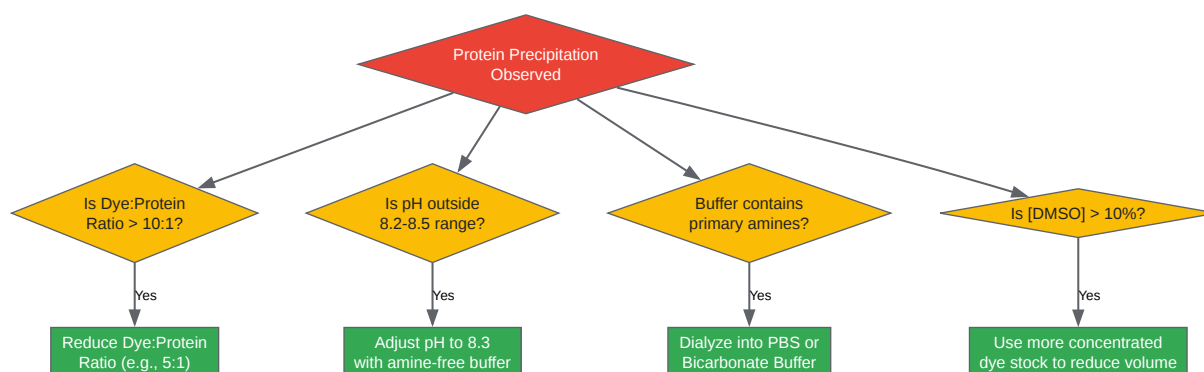 Protein Precipitation
Observed
Is Dye:Protein
Ratio > 10:1?
Is pH outside
8.2-8.5 range?
Buffer contains
primary amines?
Is [DMSO] > 10%?
Yes
Yes
Yes
Yes
Reduce Dye:Protein
Ratio (e.g., 5:1)
Adjust pH to 8.3
with amine-free buffer
Dialyze into PBS or
Bicarbonate Buffer
Use more concentrated
dye stock to reduce volume